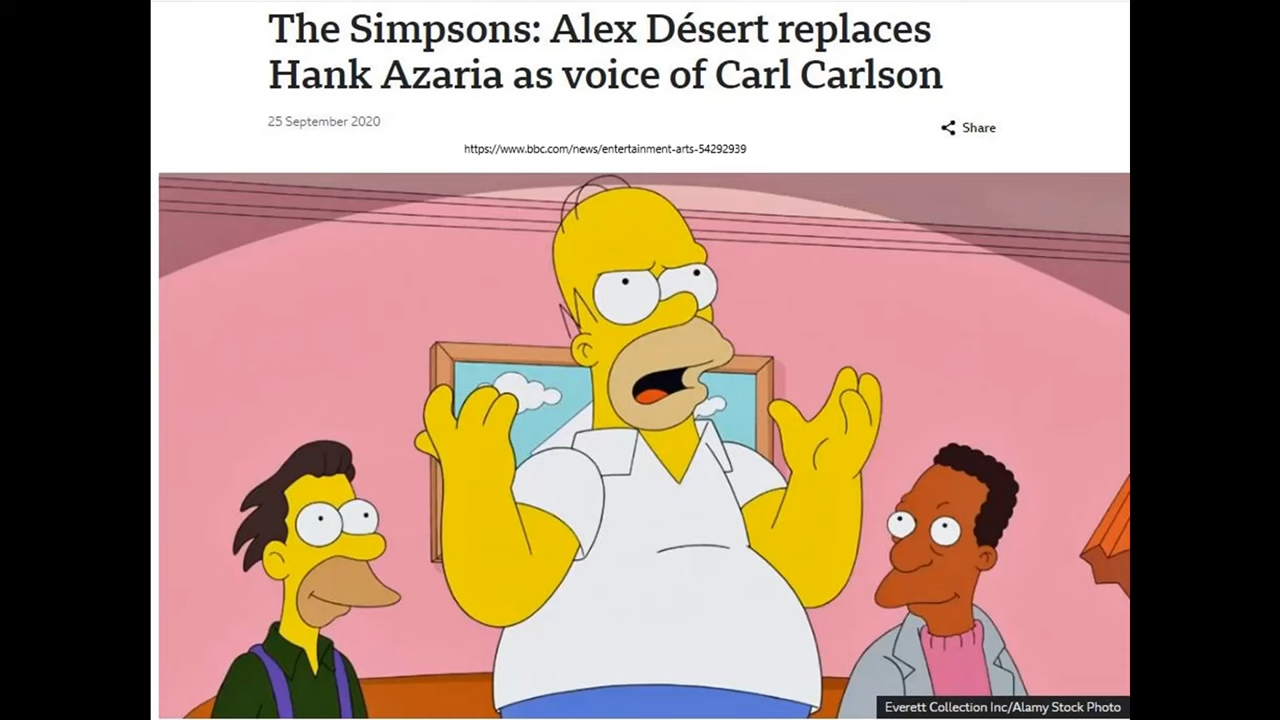 The Simpsons: Alex Désert replaces
Hank Azaria as voice of Carl Carlson
25 September 2020
Share
https://www.bbc.com/news/entertainment-arts-54292939
Everett Collection Inc/Alamy Stock Photo